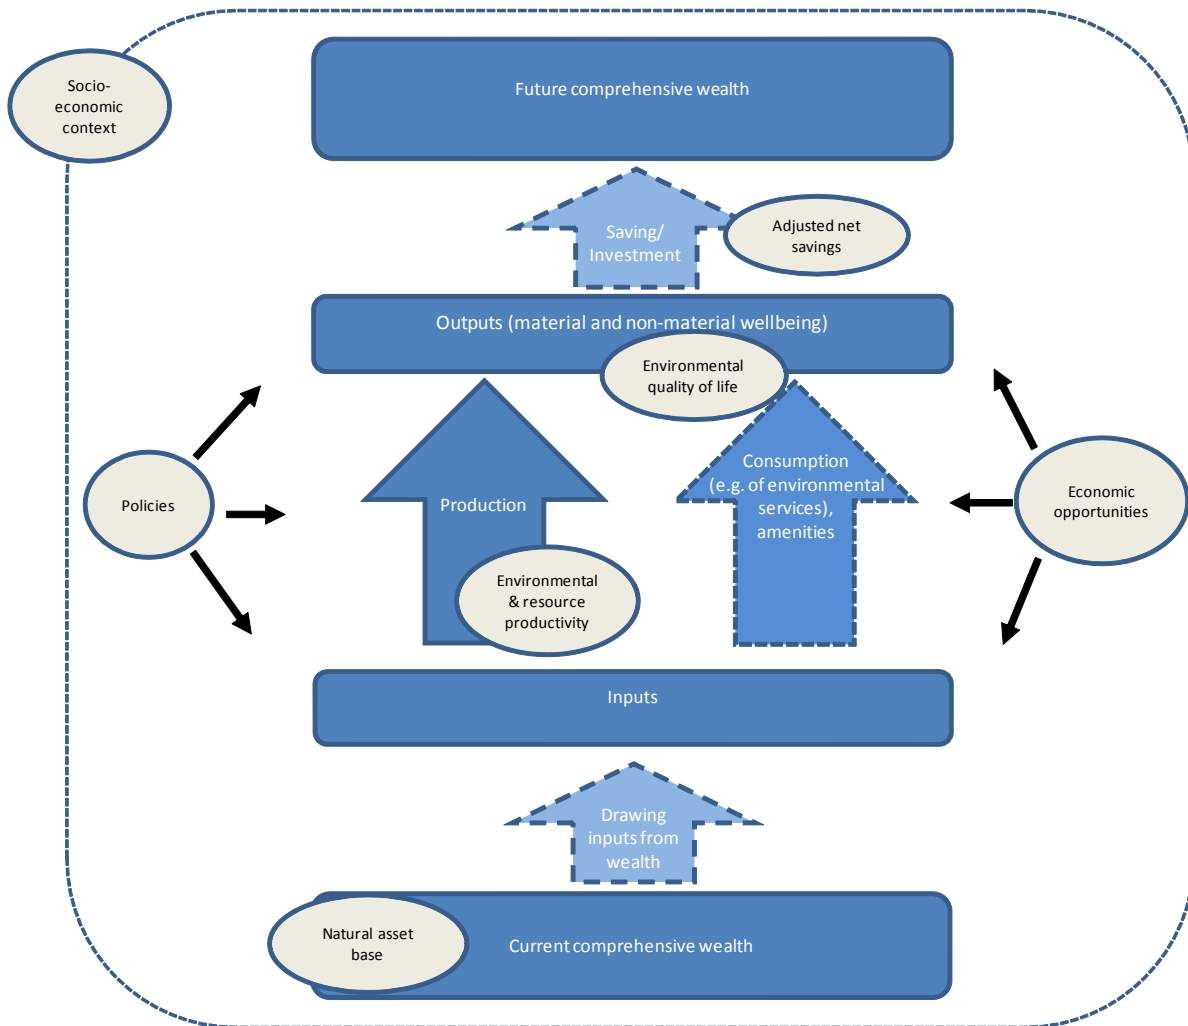 Socio-
economic
context
Future comprehensive wealth
Saving/
Investment
Adjusted net
savings
Outputs (material and non-material wellbeing)
Environmental
quality of life
Policies
Production
Environmental
& resource
productivity
Consumption
(e.g. of environmental
services),
amenities
Economic
opportunities
Inputs
Drawing
inputs from
wealth
Natural asset
base
Current comprehensive wealth